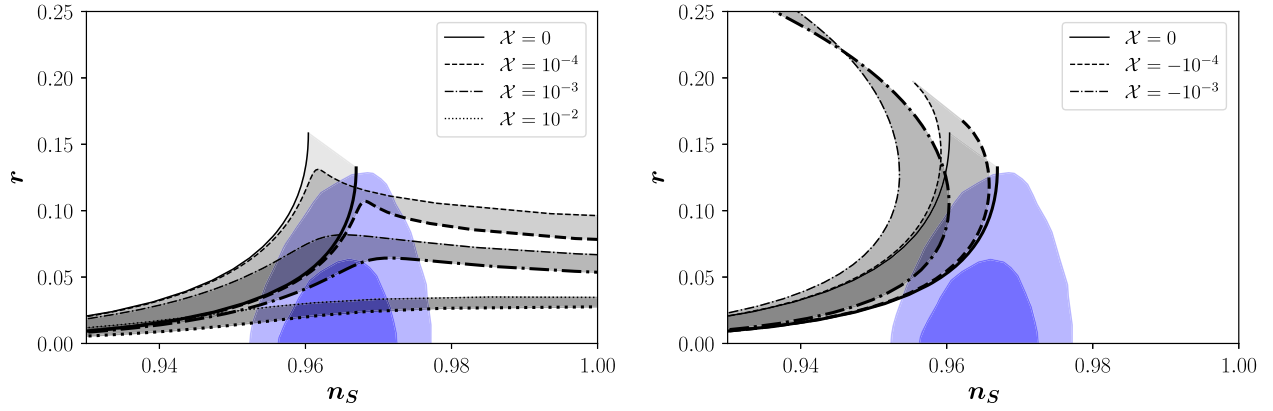 0.25
0.20
0.15
0.10
0.05
0.00
r
0.94
0.96
0.98
1.00
n_S
𝒳 = 0
𝒳 = 10⁻⁴
𝒳 = 10⁻³
𝒳 = 10⁻²
0.25
0.20
0.15
0.10
0.05
0.00
r
0.94
0.96
0.98
1.00
n_S
𝒳 = 0
𝒳 = −10⁻⁴
𝒳 = −10⁻³